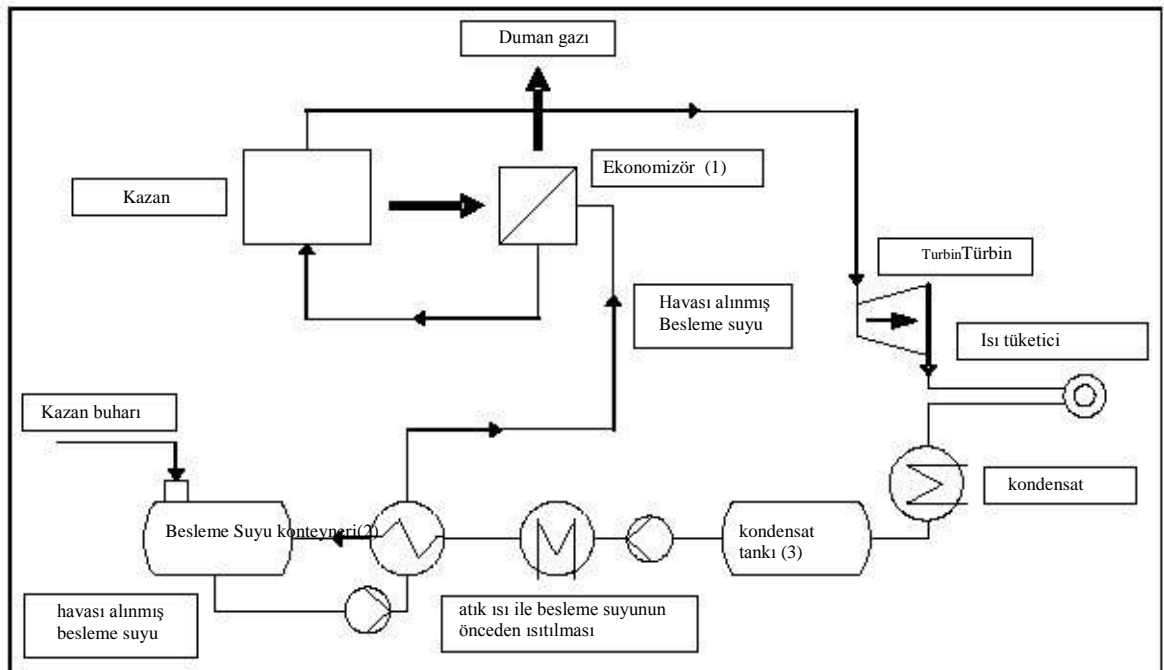 Duman gazı
Ekonomizör (1)
Kazan
TurbinTürbin
Havası alınmış
Besleme suyu
Isı tüketici
Kazan buharı
kondensat
Besleme Suyu konteyneri(2)
kondensat
tankı (3)
havası alınmış
besleme suyu
atık ısı ile besleme suyunun
önceden ısıtılması